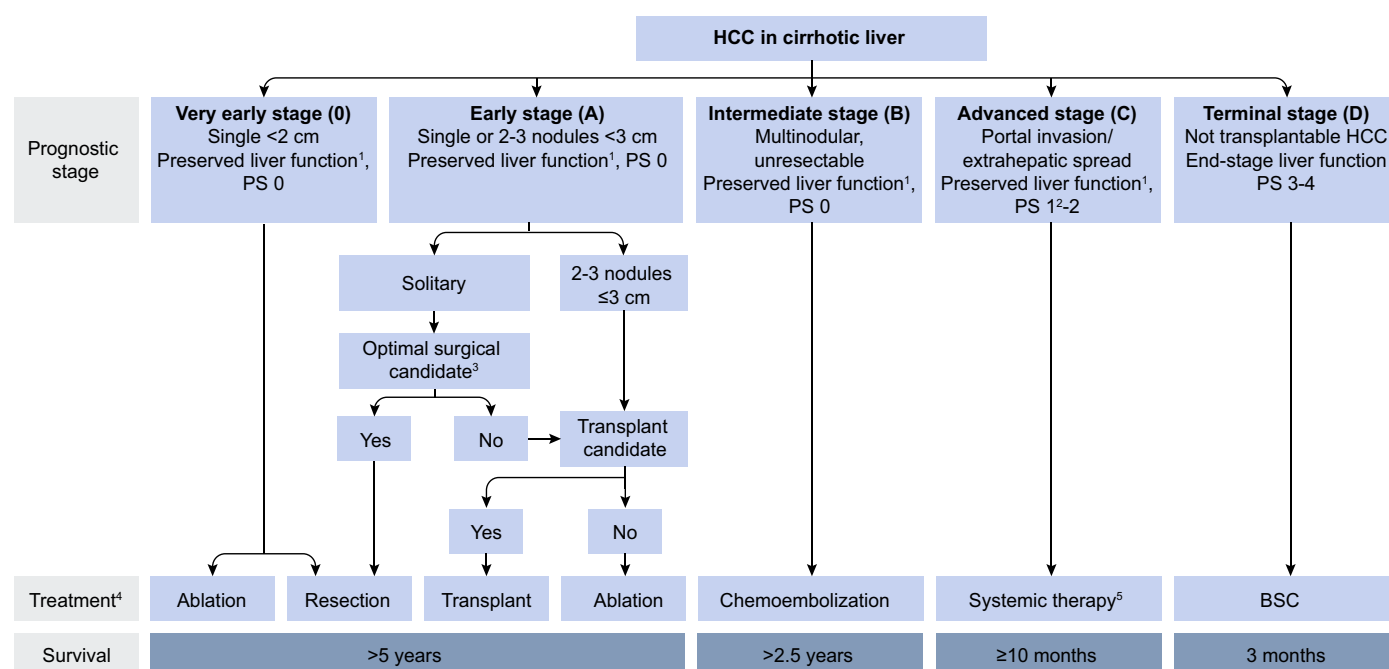 HCC in cirrhotic liver
Prognostic
stage
Very early stage (0)
Single <2 cm
Preserved liver function¹,
PS 0
Early stage (A)
Single or 2-3 nodules <3 cm
Preserved liver function¹, PS 0
Intermediate stage (B)
Multinodular,
unresectable
Preserved liver function¹,
PS 0
Advanced stage (C)
Portal invasion/
extrahepatic spread
Preserved liver function¹,
PS 1²-2
Terminal stage (D)
Not transplantable HCC
End-stage liver function
PS 3-4
Solitary
2-3 nodules
≤3 cm
Optimal surgical
candidate³
Yes
No
Transplant
candidate
Yes
No
Treatment⁴
Ablation
Resection
Transplant
Ablation
Chemoembolization
Systemic therapy⁵
BSC
Survival
>5 years
>2.5 years
≥10 months
3 months